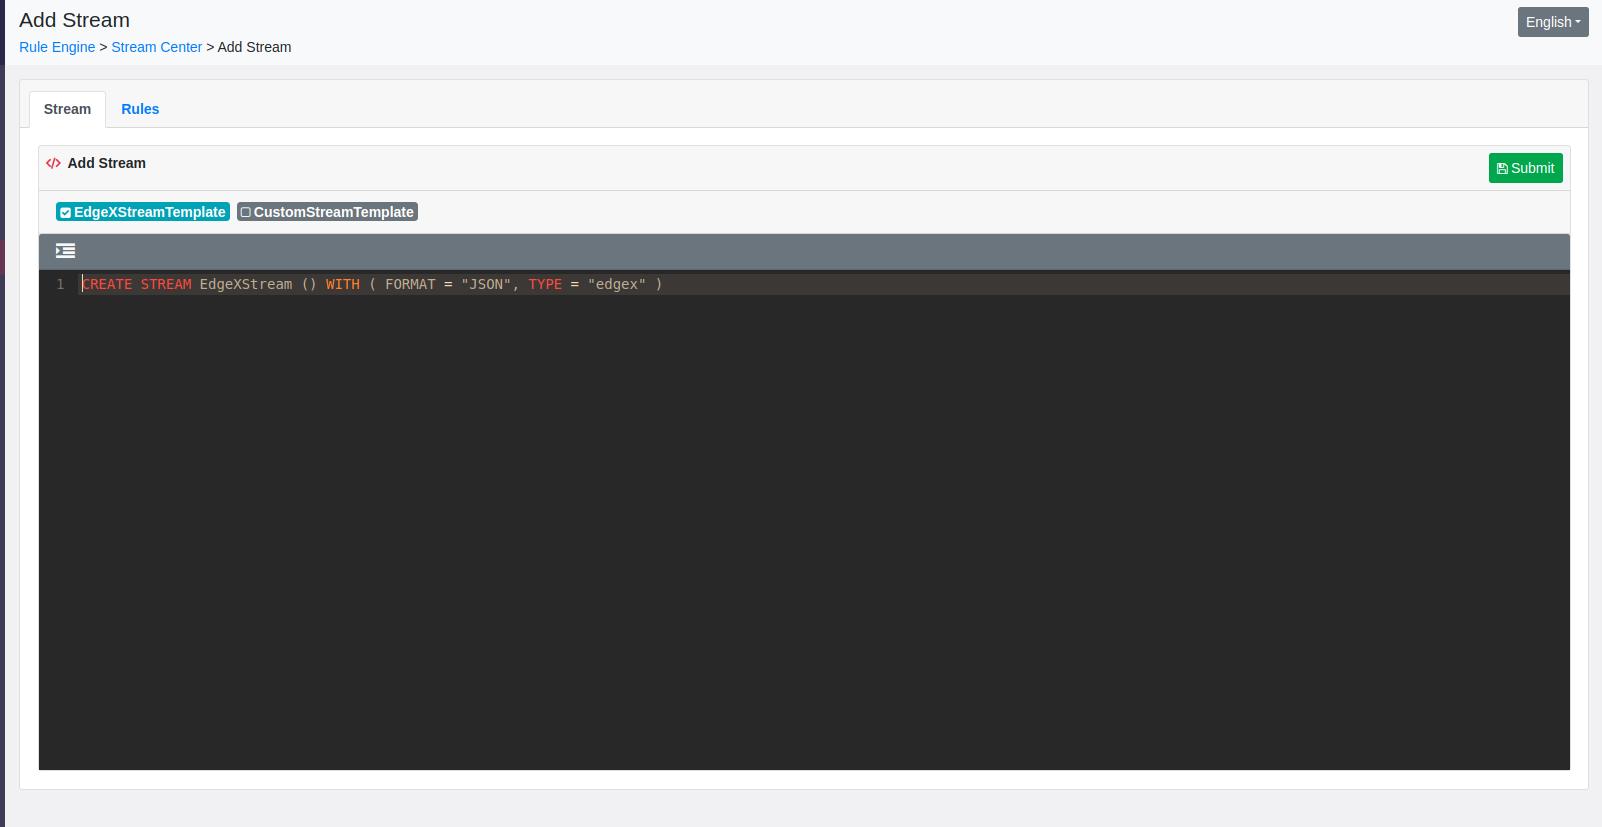 Add Stream
English
Rule Engine > Stream Center > Add Stream
Stream Rules
</> Add Stream
Submit
EdgeXStreamTemplate CustomStreamTemplate
1 CREATE STREAM EdgeXStream () WITH ( FORMAT = "JSON", TYPE = "edgex" )